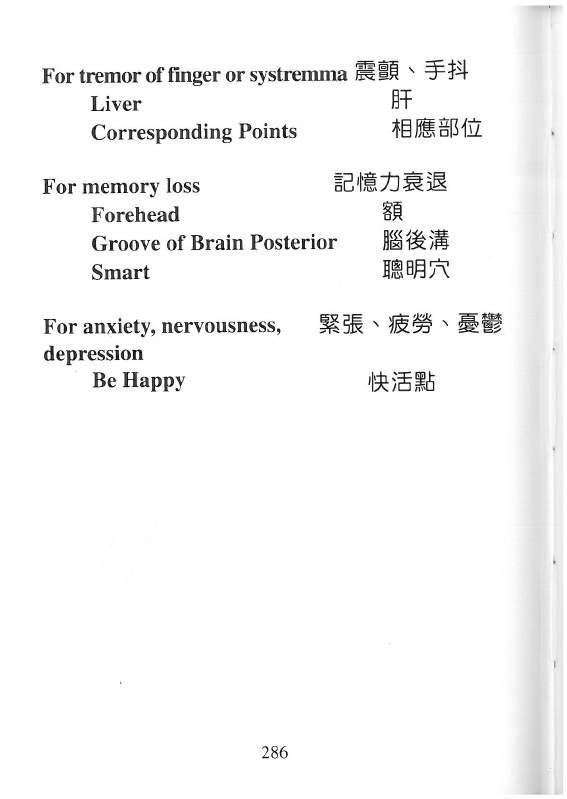 For tremor of finger or systremma 震顫、手抖
Liver 肝
Corresponding Points 相應部位
For memory loss 記憶力衰退
Forehead 額
Groove of Brain Posterior 腦後溝
Smart 聰明穴
For anxiety, nervousness, 緊張、疲勞、憂鬱
depression
Be Happy 快活點
286